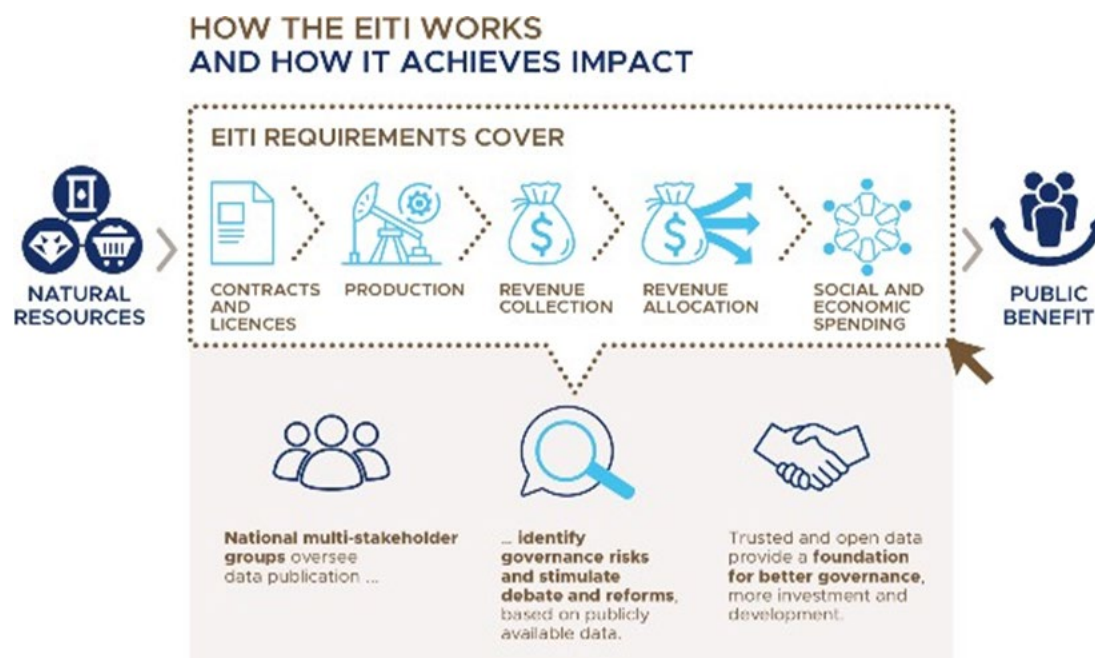 HOW THE EITI WORKS
AND HOW IT ACHIEVES IMPACT
EITI REQUIREMENTS COVER
NATURAL
RESOURCES
CONTRACTS
AND
LICENCES
PRODUCTION
$
REVENUE
COLLECTION
$
REVENUE
ALLOCATION
SOCIAL AND
ECONOMIC
SPENDING
PUBLIC
BENEFIT
National multi-stakeholder
groups oversee
data publication ...
... identify
governance risks
and stimulate
debate and reforms,
based on publicly
available data.
Trusted and open data
provide a foundation
for better governance,
more investment and
development.